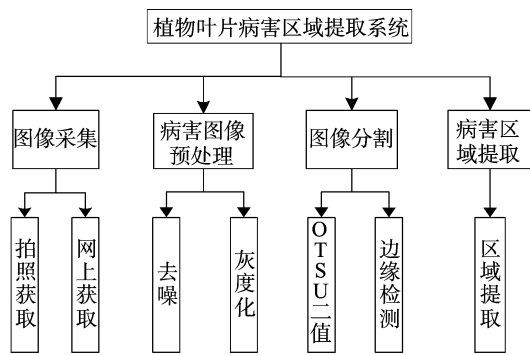 植物叶片病害区域提取系统
图像采集
病害图像
预处理
图像分割
病害区
域提取
拍照获取
网上获取
去噪
灰度化
OTSU二值
边缘检测
区域提取